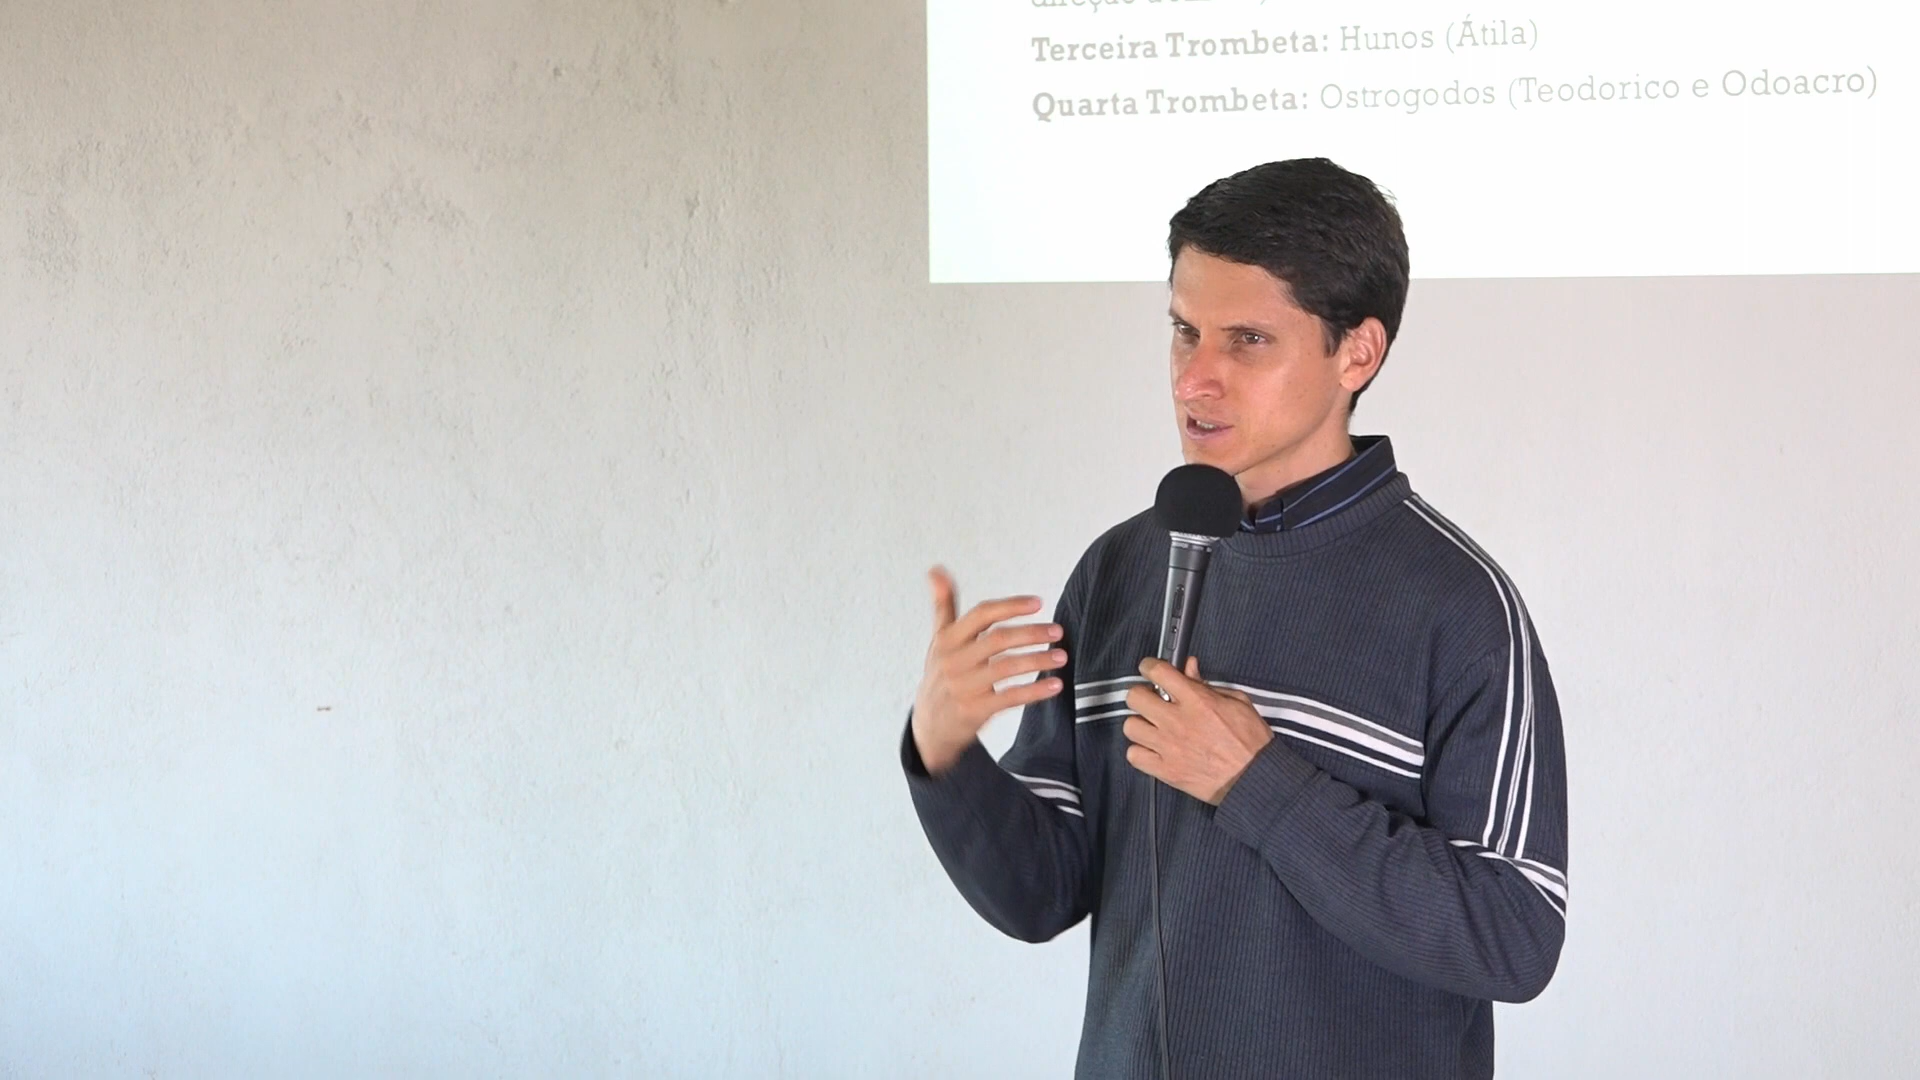 Terceira Trombeta: Hunos (Átila)
Quarta Trombeta: Ostrogodos (Teodorico e Odoacro)